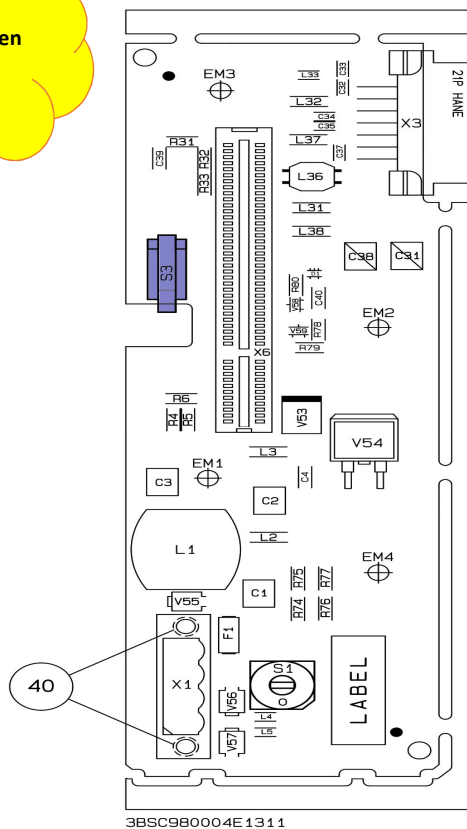 en
EM3
L33
C33
C32
L32
C34
C35
L37
C37
X3
21P HANE
R31
C39
R32
R33
L36
L31
L38
S3
C38
C31
R80
V58
C40
EM2
V59
R78
R79
X6
R6
R4
R5
V53
V54
L3
EM1
C3
C4
C2
L1
L2
EM4
R75
R77
V55
C1
R74
R76
F1
S1
LABEL
40
X1
V56
L4
L5
V57
3BSC980004E1311